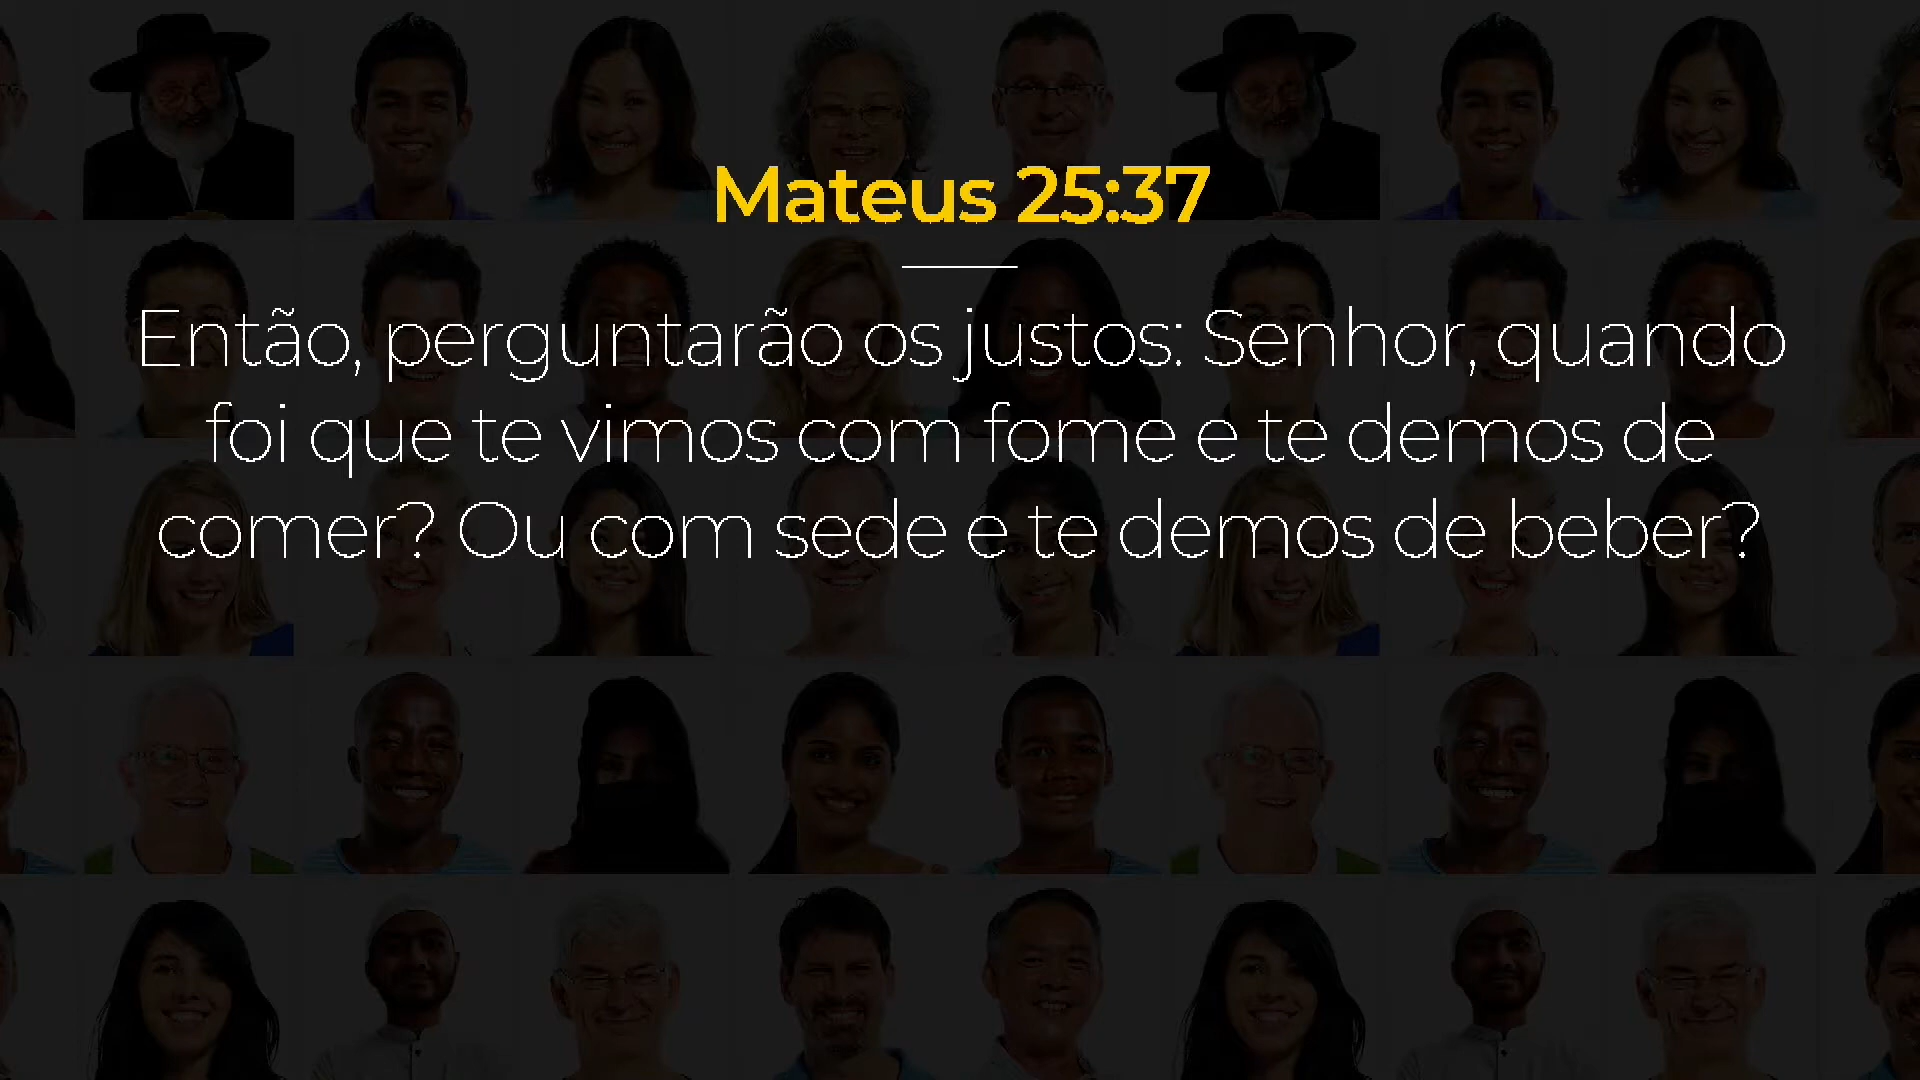 Mateus 25:37
Então, perguntarão os justos: Senhor, quando
foi que te vimos com fome e te demos de
comer? Ou com sede e te demos de beber?